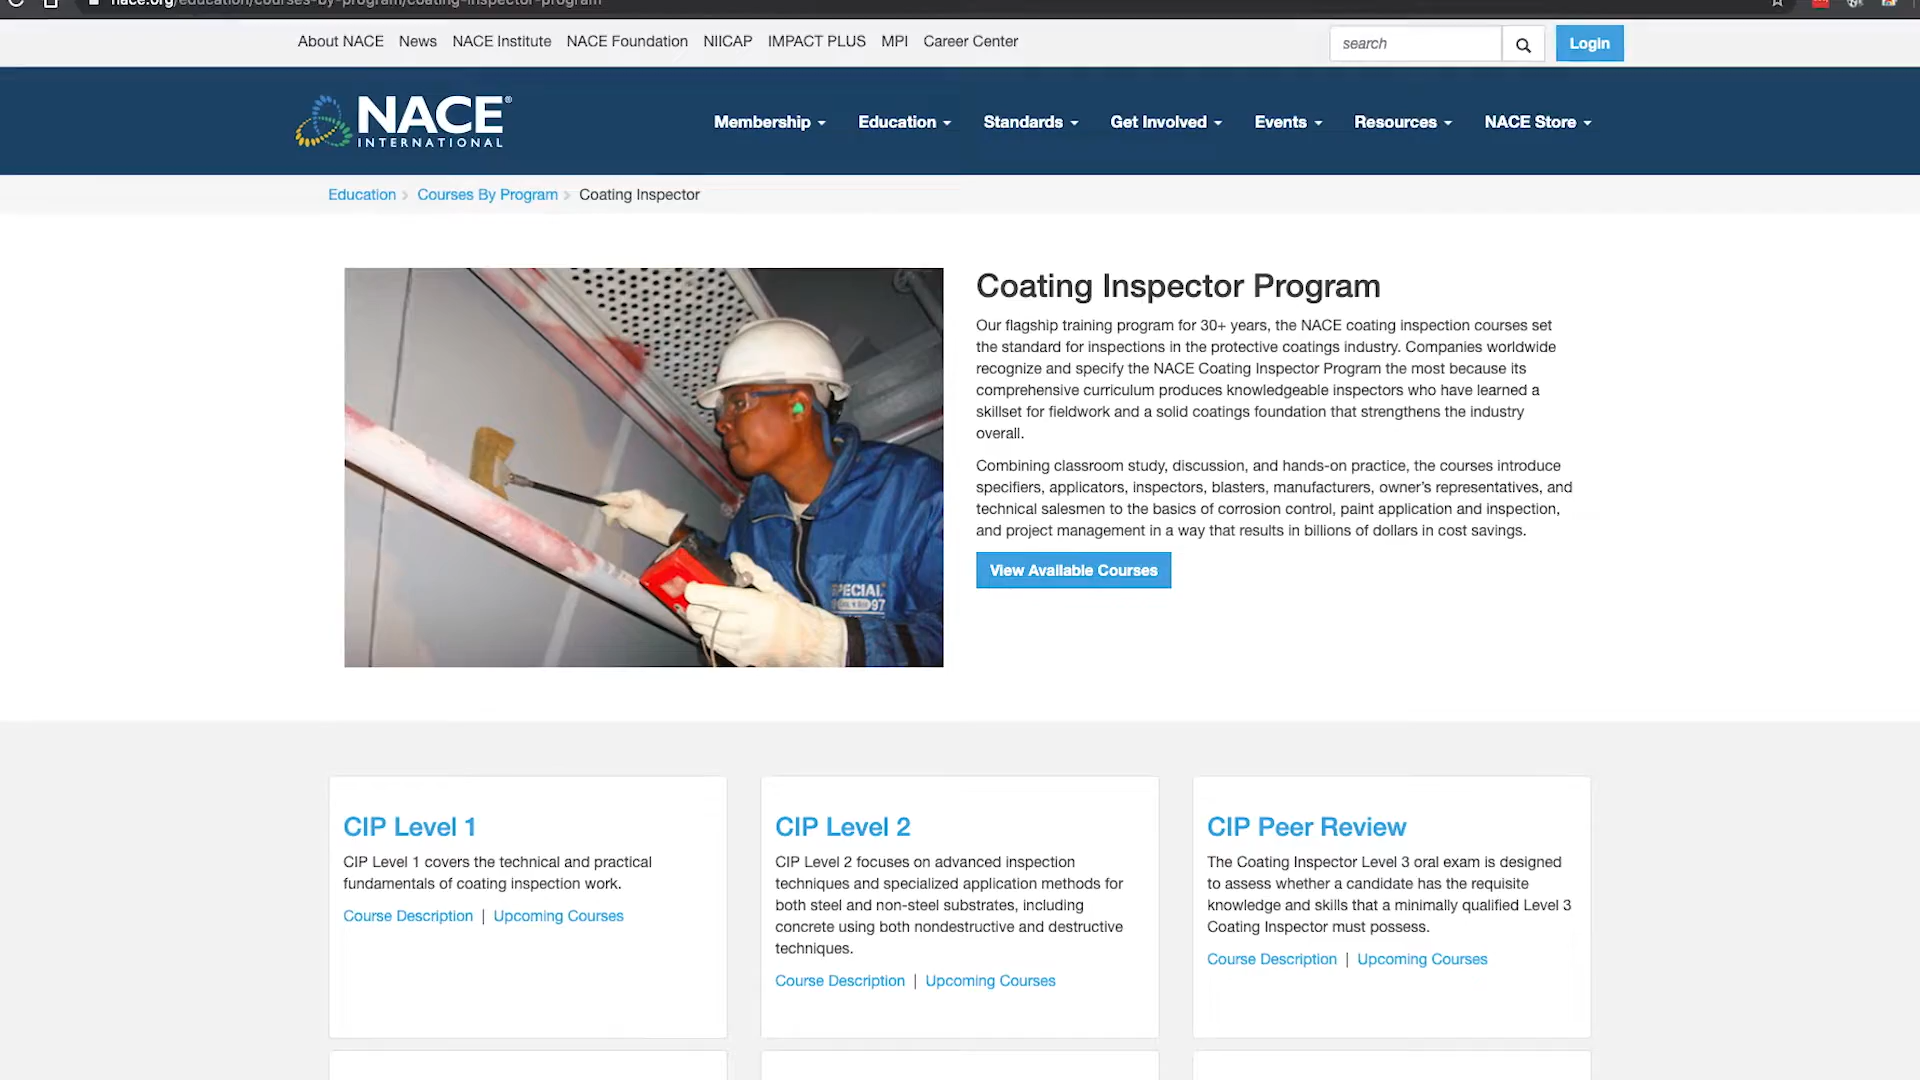 nace.org/education/courses-by-program/coating-inspector-program
About NACE News NACE Institute NACE Foundation NIICAP IMPACT PLUS MPI Career Center
search
Login
NACE®
INTERNATIONAL
Membership Education Standards Get Involved Events Resources NACE Store
Education Courses By Program Coating Inspector
Coating Inspector Program
Our flagship training program for 30+ years, the NACE coating inspection courses set
the standard for inspections in the protective coatings industry. Companies worldwide
recognize and specify the NACE Coating Inspector Program the most because its
comprehensive curriculum produces knowledgeable inspectors who have learned a
skillset for fieldwork and a solid coatings foundation that strengthens the industry
overall.
Combining classroom study, discussion, and hands-on practice, the courses introduce
specifiers, applicators, inspectors, blasters, manufacturers, owner's representatives, and
technical salesmen to the basics of corrosion control, paint application and inspection,
and project management in a way that results in billions of dollars in cost savings.
View Available Courses
SPECIAL
97
CIP Level 1
CIP Level 1 covers the technical and practical
fundamentals of coating inspection work.
Course Description | Upcoming Courses
CIP Level 2
CIP Level 2 focuses on advanced inspection
techniques and specialized application methods for
both steel and non-steel substrates, including
concrete using both nondestructive and destructive
techniques.
Course Description | Upcoming Courses
CIP Peer Review
The Coating Inspector Level 3 oral exam is designed
to assess whether a candidate has the requisite
knowledge and skills that a minimally qualified Level 3
Coating Inspector must possess.
Course Description | Upcoming Courses